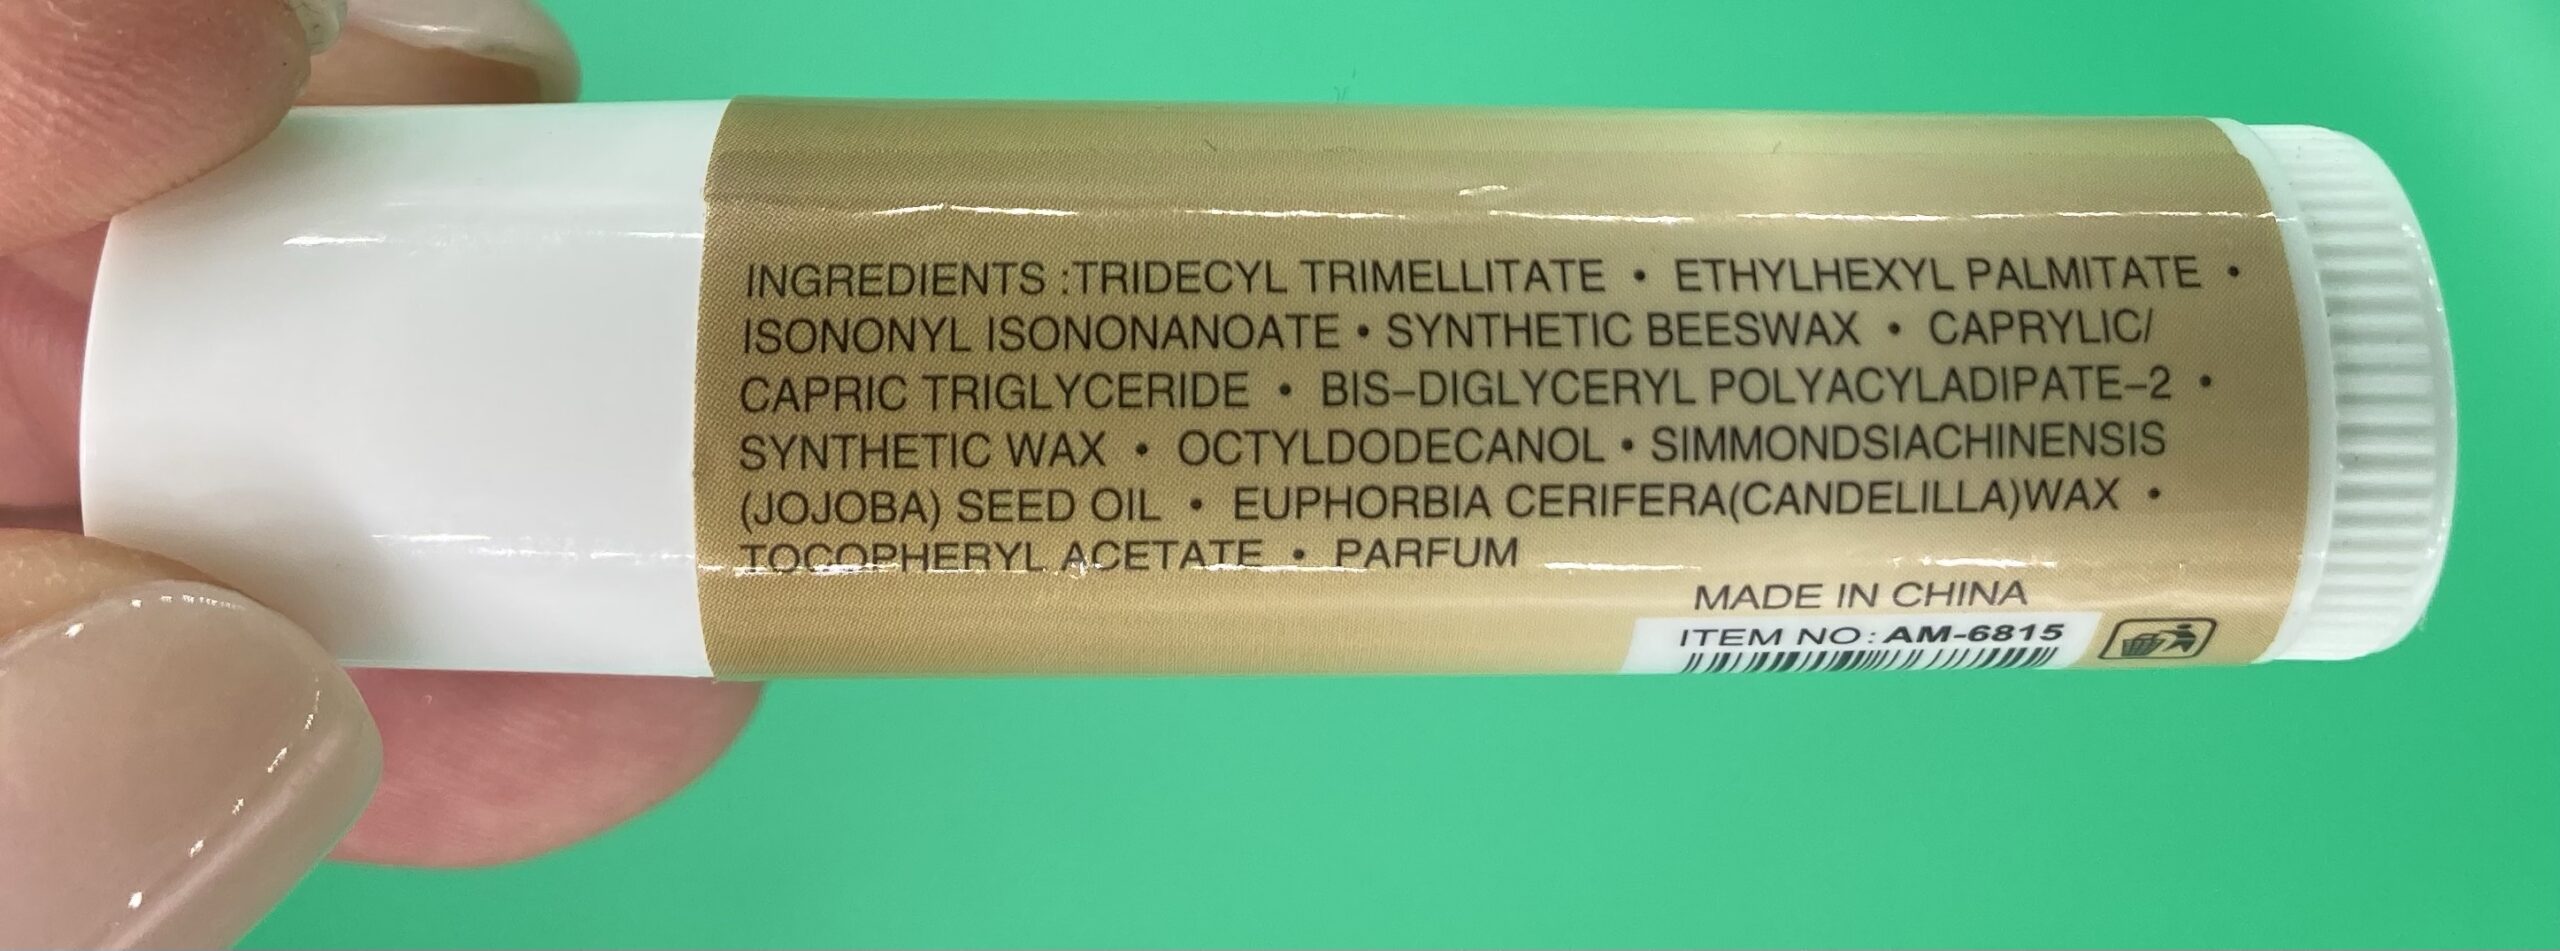 INGREDIENTS :TRIDECYL TRIMELLITATE • ETHYLHEXYL PALMITATE •
ISONONYL ISONONANOATE • SYNTHETIC BEESWAX • CAPRYLIC/
CAPRIC TRIGLYCERIDE • BIS-DIGLYCERYL POLYACYLADIPATE-2 •
SYNTHETIC WAX • OCTYLDODECANOL • SIMMONDSIACHINENSIS
(JOJOBA) SEED OIL • EUPHORBIA CERIFERA(CANDELILLA)WAX •
TOCOPHERYL ACETATE • PARFUM
MADE IN CHINA
ITEM NO: AM-6815